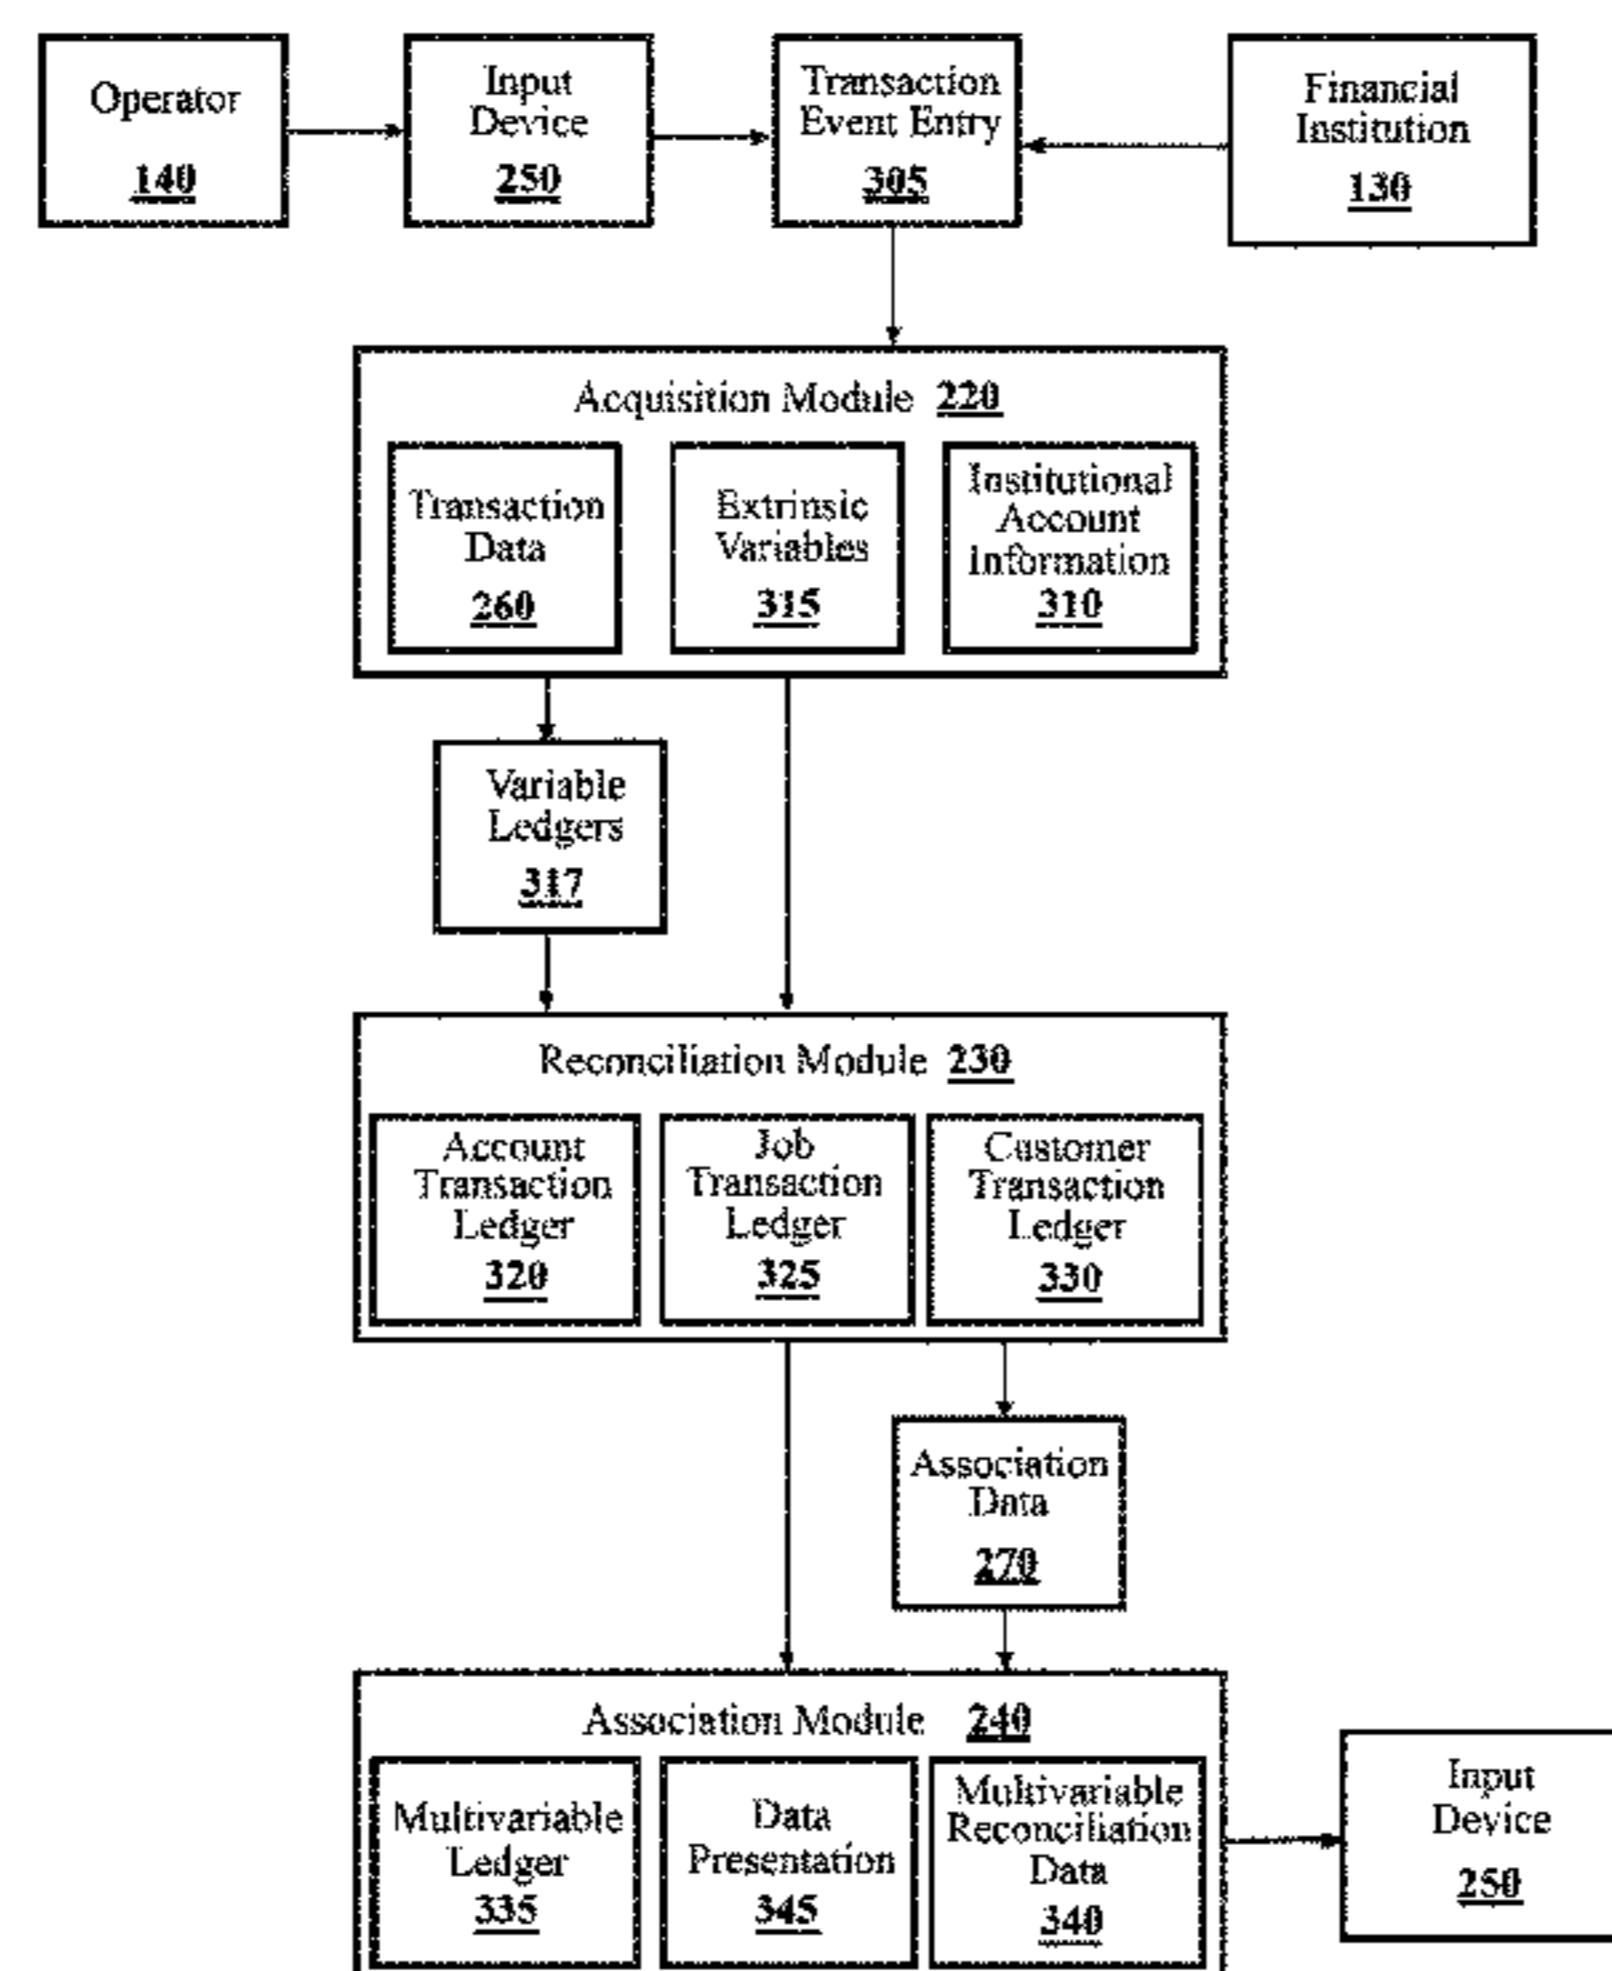 Operator
140
Input
Device
250
Transaction
Event Entry
305
Financial
Institution
130
Acquisition Module 220
Transaction
Data
260
Extrinsic
Variables
315
Institutional
Account
Information
310
Variable
Ledgers
317
Reconciliation Module 230
Account
Transaction
Ledger
320
Job
Transaction
Ledger
325
Customer
Transaction
Ledger
330
Association
Data
270
Association Module 240
Multivariable
Ledger
335
Data
Presentation
345
Multivariable
Reconciliation
Data
340
Input
Device
250